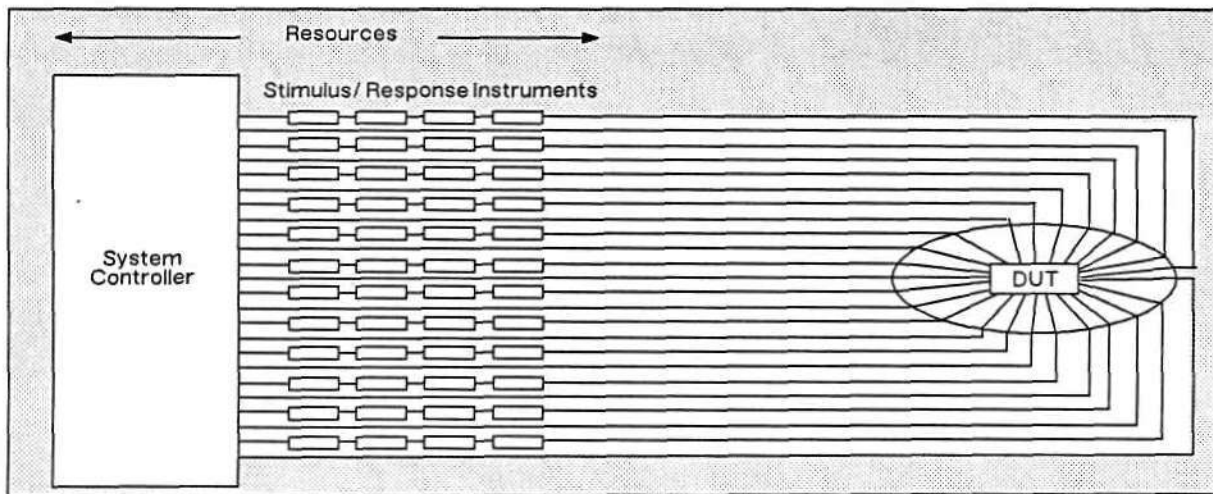 Resources
Stimulus/ Response Instruments
System
Controller
DUT